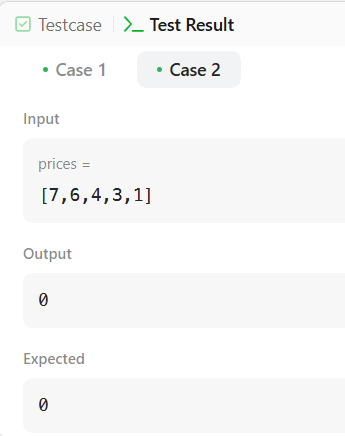 Testcase Test Result
Case 1 Case 2
Input
prices =
[7,6,4,3,1]
Output
0
Expected
0